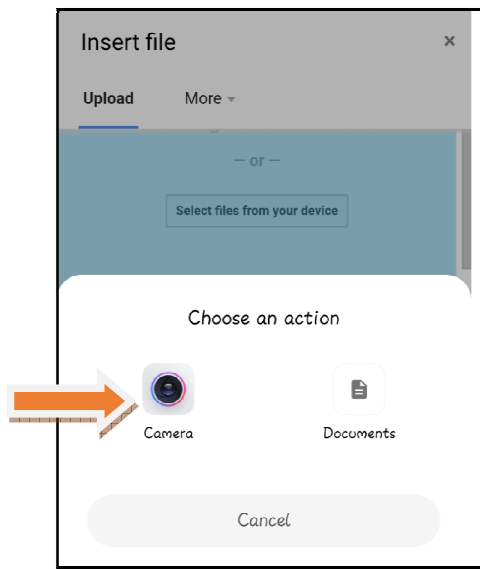 Insert file ×
Upload More
— or —
Select files from your device
Choose an action
Camera Documents
Cancel